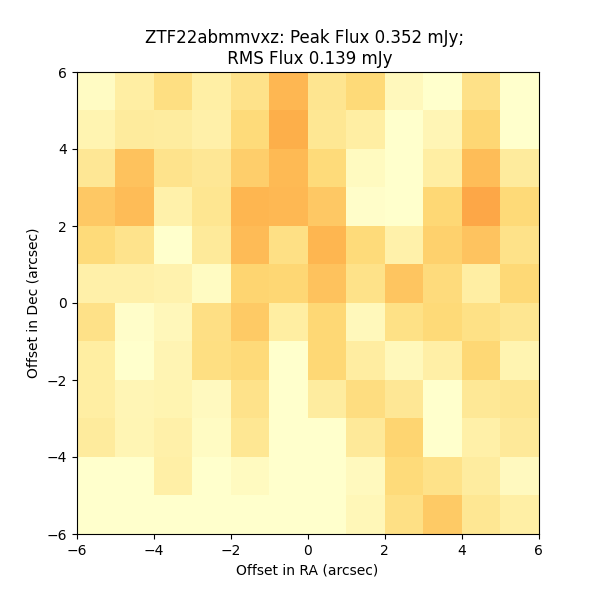 ZTF22abmmvxz: Peak Flux 0.352 mJy;
RMS Flux 0.139 mJy
6
4
2
0
−2
−4
−6
Offset in Dec (arcsec)
−6 −4 −2 0 2 4 6
Offset in RA (arcsec)